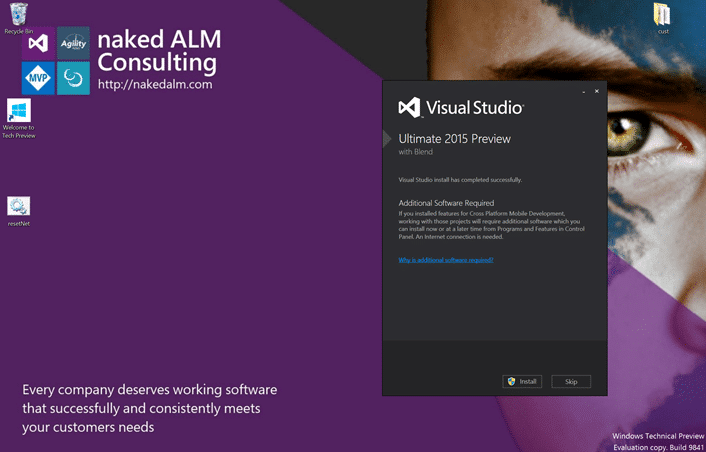 Recycle Bin
Agility
MVP
naked ALM
Consulting
http://nakedalm.com
cust
Welcome to
Tech Preview
resetNet
Visual Studio
Ultimate 2015 Preview
with Blend
Visual Studio install has completed successfully.
Additional Software Required
If you installed features for Cross Platform Mobile Development,
working with those projects will require additional software which you
can install now or at a later time from Programs and Features in Control
Panel. An Internet connection is needed.
Why is additional software required?
Install
Skip
Every company deserves working software
that successfully and consistently meets
your customers needs
Windows Technical Preview
Evaluation copy. Build 9841